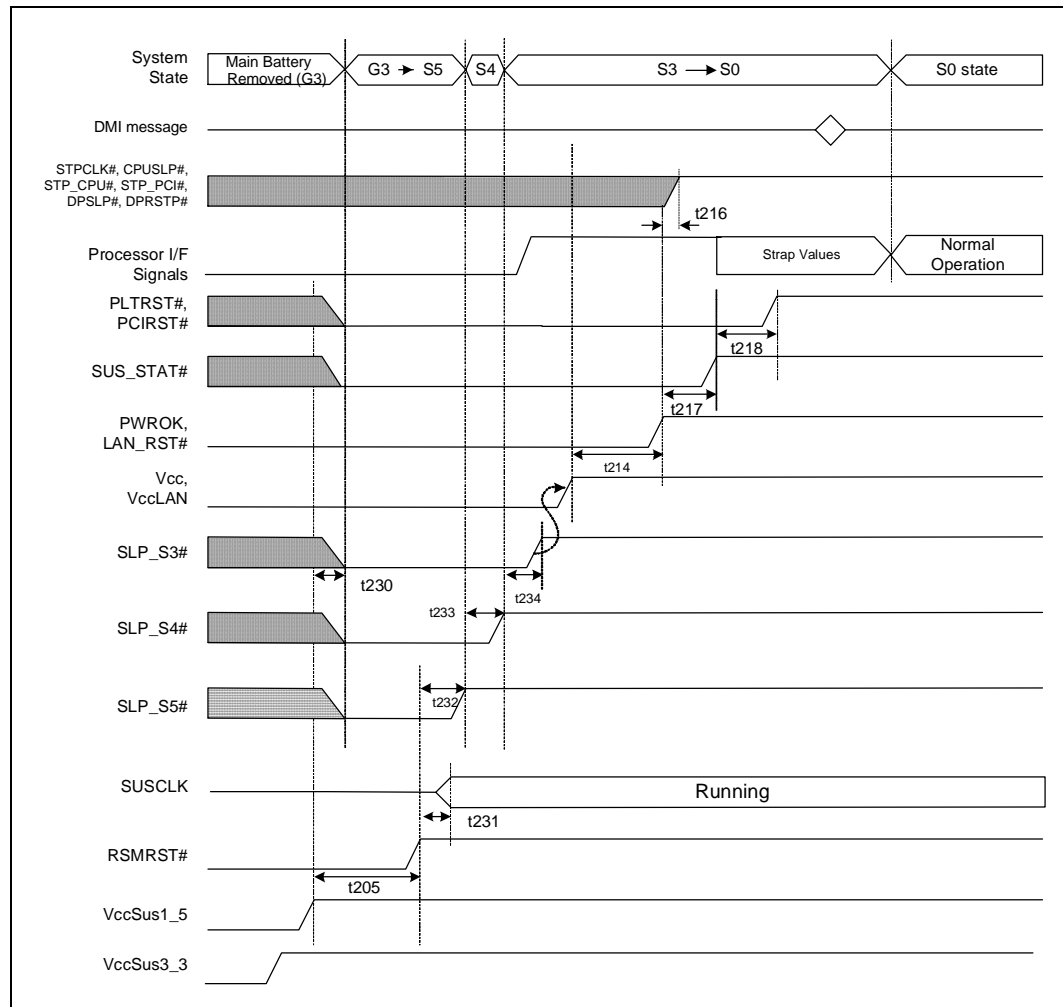 System
State
Main Battery
Removed (G3)
G3 → S5
S4
S3 → S0
S0 state
DMI message
STPCLK#, CPUSLP#,
STP_CPU#, STP_PCI#,
DPSLP#, DPRSTP#
t216
Processor I/F
Signals
Strap Values
Normal
Operation
PLTRST#,
PCIRST#
t218
SUS_STAT#
t217
PWROK,
LAN_RST#
t214
Vcc,
VccLAN
SLP_S3#
t230
t234
t233
SLP_S4#
SLP_S5#
t232
SUSCLK
Running
t231
RSMRST#
t205
VccSus1_5
VccSus3_3